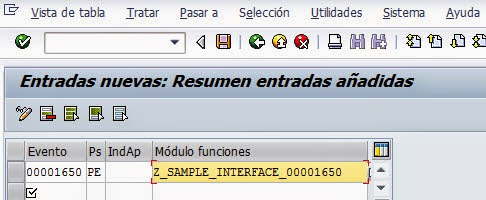 Vista de tabla Tratar Pasar a Selección Utilidades Sistema Ayuda
Entradas nuevas: Resumen entradas añadidas
Evento Ps IndAp Módulo funciones
00001650 PE Z_SAMPLE_INTERFACE_00001650